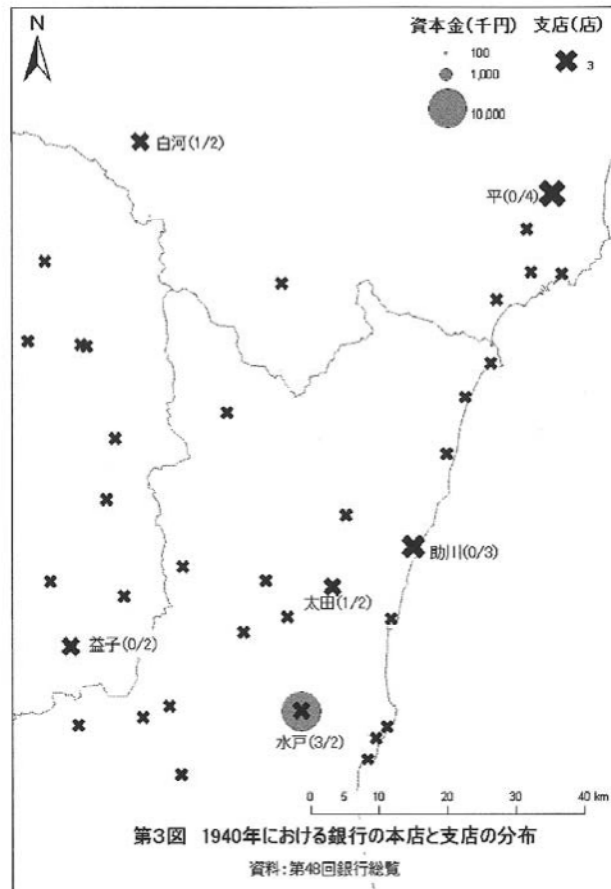 N
資本金(千円) 支店(店)
100
1,000
10,000
3
白河(1/2)
平(0/4)
助川(0/3)
太田(1/2)
益子(0/2)
水戸(3/2)
0 5 10 20 30 40 km
第3図 1940年における銀行の本店と支店の分布
資料:第48回銀行総覧